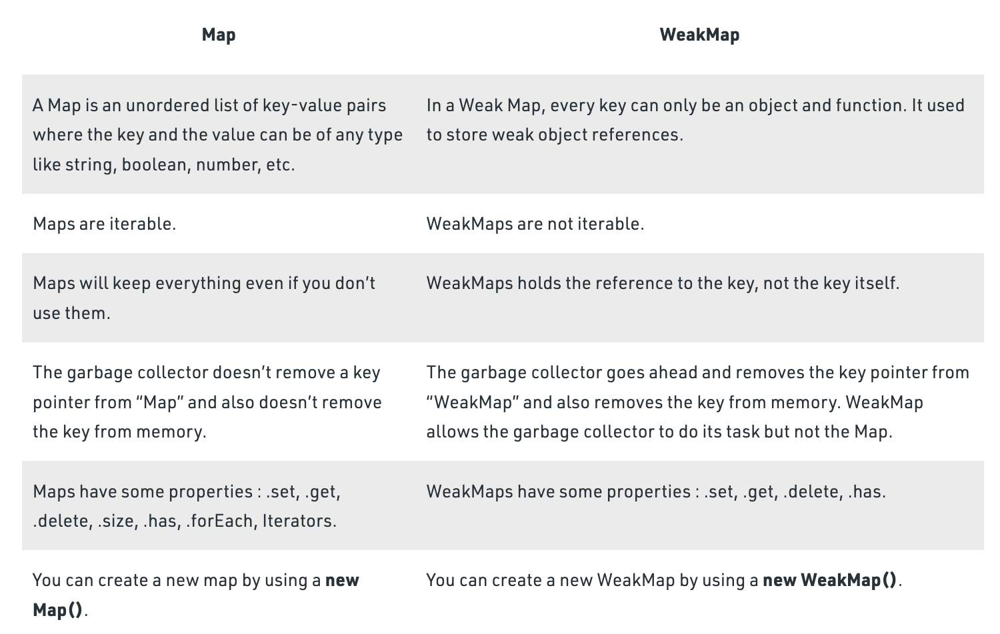 Map
WeakMap
A Map is an unordered list of key-value pairs
where the key and the value can be of any type
like string, boolean, number, etc.
In a Weak Map, every key can only be an object and function. It used
to store weak object references.
Maps are iterable.
WeakMaps are not iterable.
Maps will keep everything even if you don’t
use them.
WeakMaps holds the reference to the key, not the key itself.
The garbage collector doesn’t remove a key
pointer from “Map” and also doesn’t remove
the key from memory.
The garbage collector goes ahead and removes the key pointer from
“WeakMap” and also removes the key from memory. WeakMap
allows the garbage collector to do its task but not the Map.
Maps have some properties : .set, .get,
.delete, .size, .has, .forEach, Iterators.
WeakMaps have some properties : .set, .get, .delete, .has.
You can create a new map by using a new
Map().
You can create a new WeakMap by using a new WeakMap().